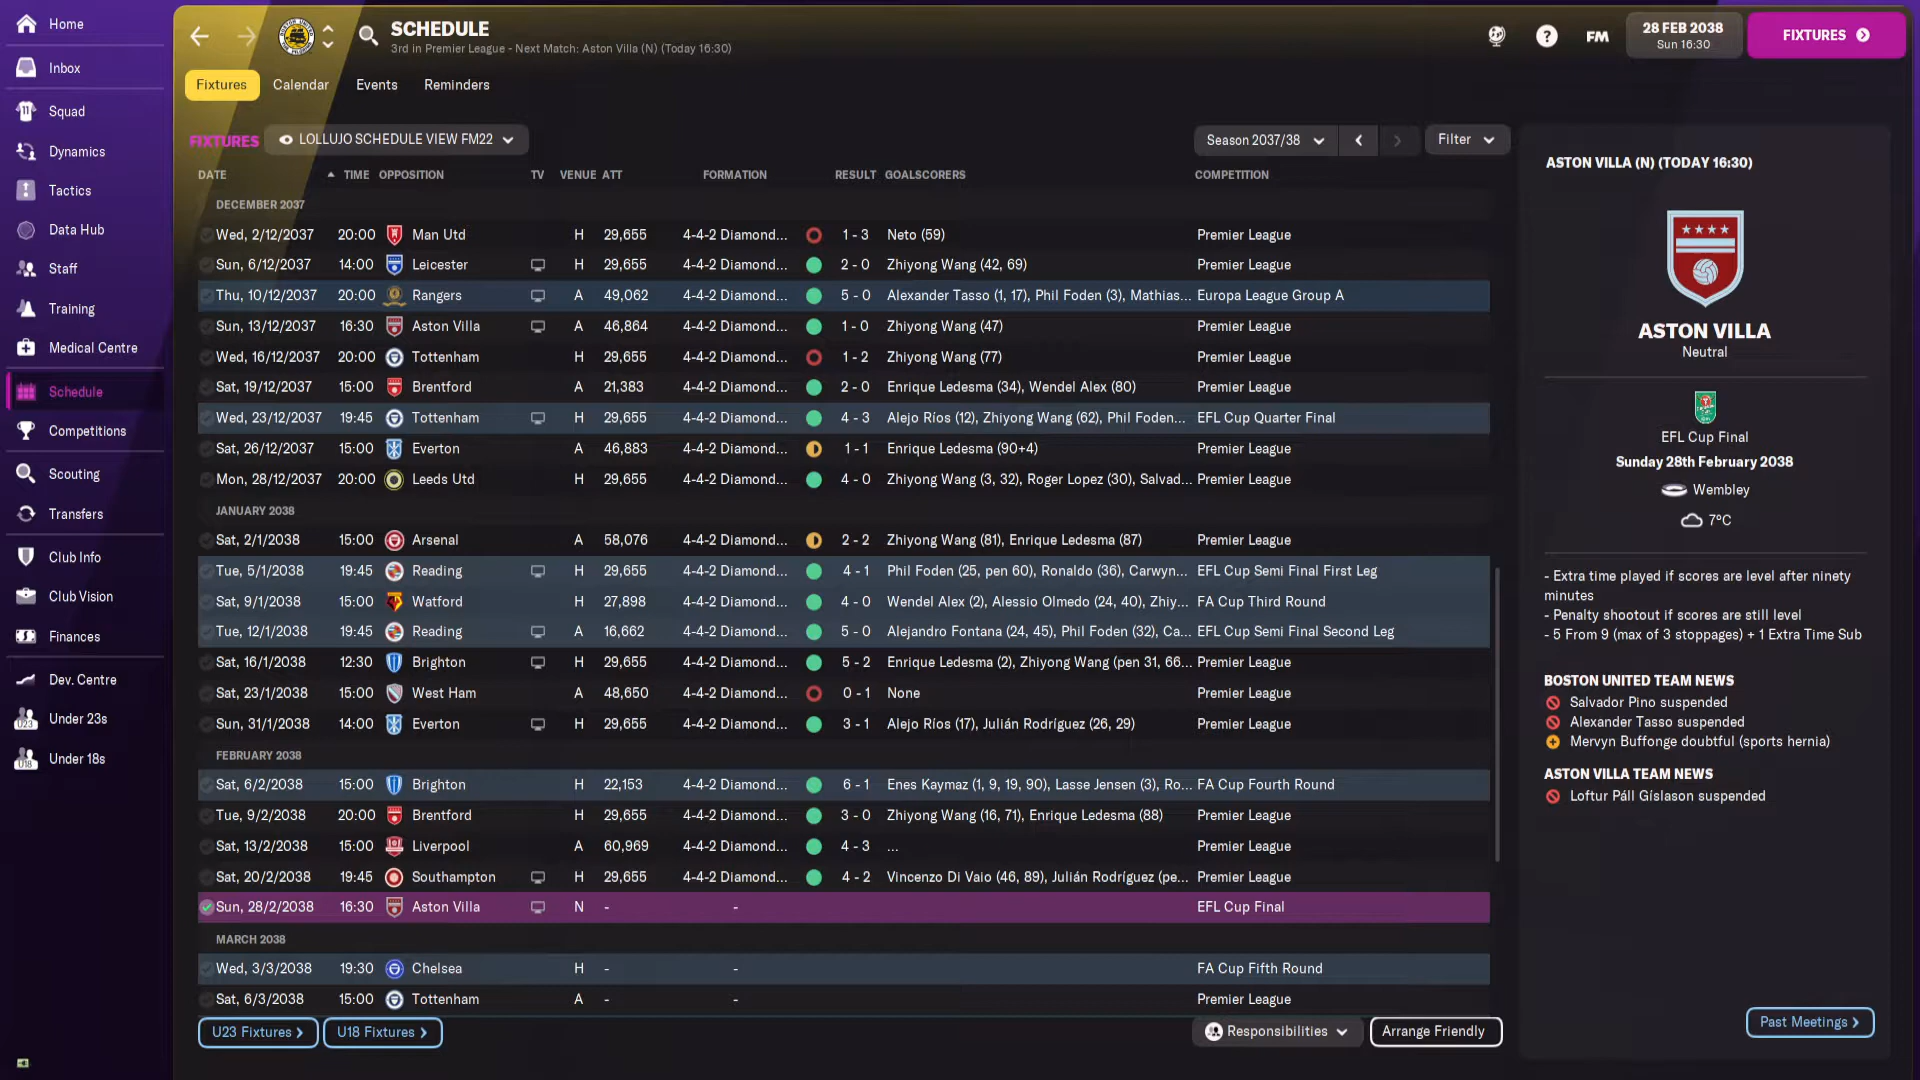 Home
Inbox
Squad
Dynamics
Tactics
Data Hub
Staff
Training
Medical Centre
Schedule
Competitions
Scouting
Transfers
Club Info
Club Vision
Finances
Dev. Centre
Under 23s
Under 18s
SCHEDULE
3rd in Premier League - Next Match: Aston Villa (N) (Today 16:30)
FM
28 FEB 2038
Sun 16:30
FIXTURES
Fixtures Calendar Events Reminders
FIXTURES LOLLUJO SCHEDULE VIEW FM22 Season 2037/38 Filter
DATE TIME OPPOSITION TV VENUE ATT FORMATION RESULT GOALSCORERS COMPETITION
DECEMBER 2037
Wed, 2/12/2037 20:00 Man Utd H 29,655 4-4-2 Diamond... 1 - 3 Neto (59) Premier League
Sun, 6/12/2037 14:00 Leicester H 29,655 4-4-2 Diamond... 2 - 0 Zhiyong Wang (42, 69) Premier League
Thu, 10/12/2037 20:00 Rangers A 49,062 4-4-2 Diamond... 5 - 0 Alexander Tasso (1, 17), Phil Foden (3), Mathias... Europa League Group A
Sun, 13/12/2037 16:30 Aston Villa A 46,864 4-4-2 Diamond... 1 - 0 Zhiyong Wang (47) Premier League
Wed, 16/12/2037 20:00 Tottenham H 29,655 4-4-2 Diamond... 1 - 2 Zhiyong Wang (77) Premier League
Sat, 19/12/2037 15:00 Brentford A 21,383 4-4-2 Diamond... 2 - 0 Enrique Ledesma (34), Wendel Alex (80) Premier League
Wed, 23/12/2037 19:45 Tottenham H 29,655 4-4-2 Diamond... 4 - 3 Alejo Ríos (12), Zhiyong Wang (62), Phil Foden... EFL Cup Quarter Final
Sat, 26/12/2037 15:00 Everton A 46,883 4-4-2 Diamond... 1 - 1 Enrique Ledesma (90+4) Premier League
Mon, 28/12/2037 20:00 Leeds Utd H 29,655 4-4-2 Diamond... 4 - 0 Zhiyong Wang (3, 32), Roger Lopez (30), Salvad... Premier League
JANUARY 2038
Sat, 2/1/2038 15:00 Arsenal A 58,076 4-4-2 Diamond... 2 - 2 Zhiyong Wang (81), Enrique Ledesma (87) Premier League
Tue, 5/1/2038 19:45 Reading H 29,655 4-4-2 Diamond... 4 - 1 Phil Foden (25, pen 60), Ronaldo (36), Carwyn... EFL Cup Semi Final First Leg
Sat, 9/1/2038 15:00 Watford H 27,898 4-4-2 Diamond... 4 - 0 Wendel Alex (2), Alessio Olmedo (24, 40), Zhiy... FA Cup Third Round
Tue, 12/1/2038 19:45 Reading A 16,662 4-4-2 Diamond... 5 - 0 Alejandro Fontana (24, 45), Phil Foden (32), Ca... EFL Cup Semi Final Second Leg
Sat, 16/1/2038 12:30 Brighton H 29,655 4-4-2 Diamond... 5 - 2 Enrique Ledesma (2), Zhiyong Wang (pen 31, 66... Premier League
Sat, 23/1/2038 15:00 West Ham A 48,650 4-4-2 Diamond... 0 - 1 None Premier League
Sun, 31/1/2038 14:00 Everton H 29,655 4-4-2 Diamond... 3 - 1 Alejo Ríos (17), Julián Rodríguez (26, 29) Premier League
FEBRUARY 2038
Sat, 6/2/2038 15:00 Brighton H 22,153 4-4-2 Diamond... 6 - 1 Enes Kaymaz (1, 9, 19, 90), Lasse Jensen (3), Ro... FA Cup Fourth Round
Tue, 9/2/2038 20:00 Brentford H 29,655 4-4-2 Diamond... 3 - 0 Zhiyong Wang (16, 71), Enrique Ledesma (88) Premier League
Sat, 13/2/2038 15:00 Liverpool A 60,969 4-4-2 Diamond... 4 - 3 ... Premier League
Sat, 20/2/2038 19:45 Southampton H 29,655 4-4-2 Diamond... 4 - 2 Vincenzo Di Vaio (46, 89), Julián Rodríguez (pe... Premier League
Sun, 28/2/2038 16:30 Aston Villa N - - EFL Cup Final
MARCH 2038
Wed, 3/3/2038 19:30 Chelsea H - - FA Cup Fifth Round
Sat, 6/3/2038 15:00 Tottenham A - - Premier League
U23 Fixtures U18 Fixtures Responsibilities Arrange Friendly
ASTON VILLA (N) (TODAY 16:30)
ASTON VILLA
Neutral
EFL Cup Final
Sunday 28th February 2038
Wembley
7°C
- Extra time played if scores are level after ninety
minutes
- Penalty shootout if scores are still level
- 5 From 9 (max of 3 stoppages) + 1 Extra Time Sub
BOSTON UNITED TEAM NEWS
Salvador Pino suspended
Alexander Tasso suspended
Mervyn Buffonge doubtful (sports hernia)
ASTON VILLA TEAM NEWS
Loftur Páll Gíslason suspended
Past Meetings